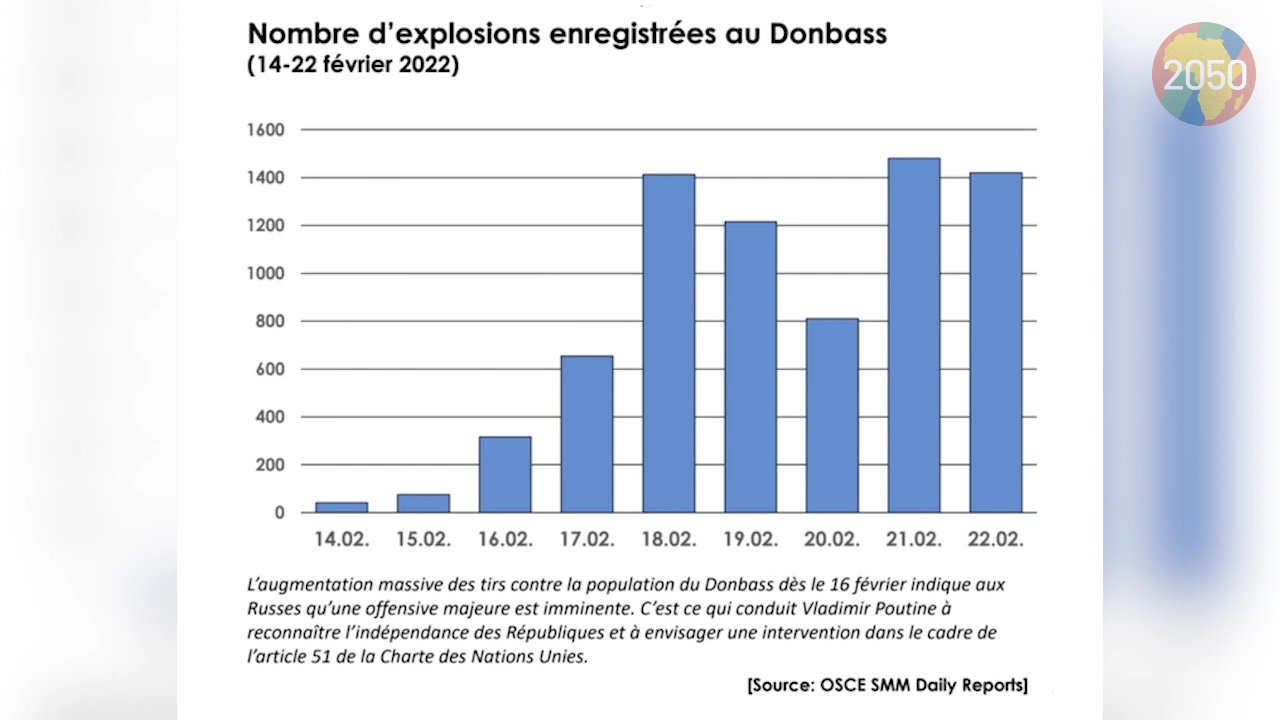 Nombre d'explosions enregistrées au Donbass
(14-22 février 2022)
2050
1600
1400
1200
1000
800
600
400
200
0
14.02. 15.02. 16.02. 17.02. 18.02. 19.02. 20.02. 21.02. 22.02.
L'augmentation massive des tirs contre la population du Donbass dès le 16 février indique aux
Russes qu'une offensive majeure est imminente. C'est ce qui conduit Vladimir Poutine à
reconnaître l'indépendance des Républiques et à envisager une intervention dans le cadre de
l'article 51 de la Charte des Nations Unies.
[Source: OSCE SMM Daily Reports]